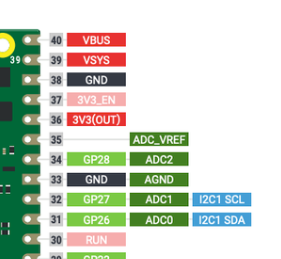 40 VBUS
39 39 VSYS
38 GND
37 3V3_EN
36 3V3(OUT)
35 ADC_VREF
34 GP28 ADC2
33 GND AGND
32 GP27 ADC1 I2C1 SCL
31 GP26 ADC0 I2C1 SDA
30 RUN